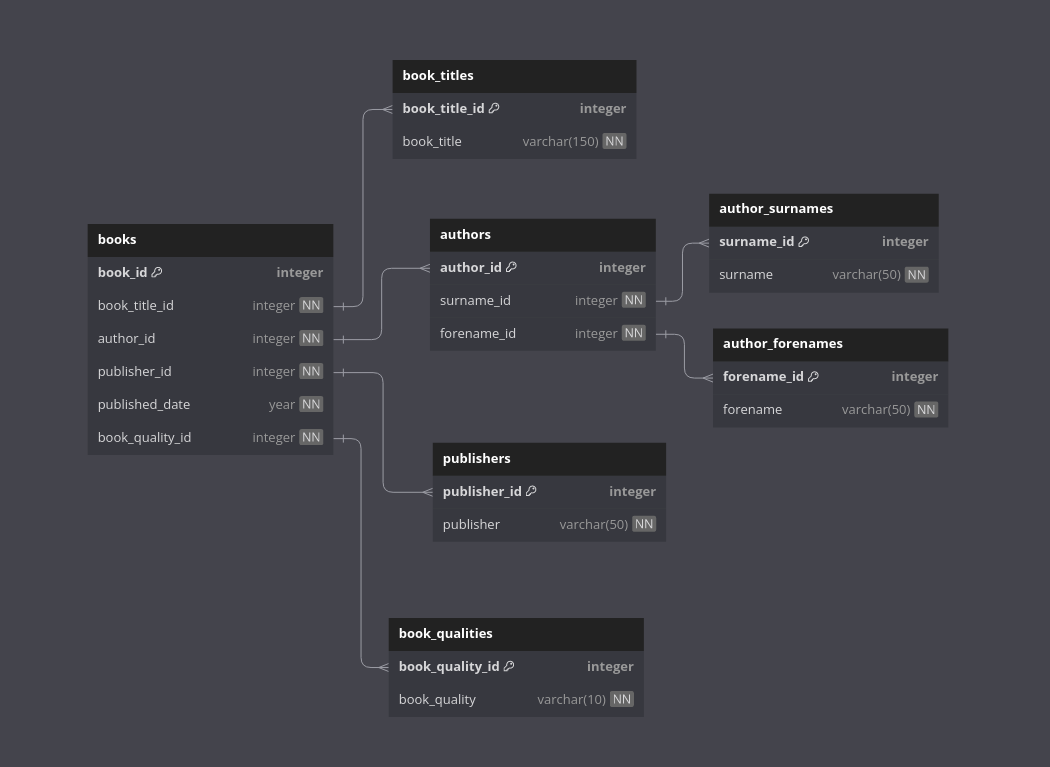 book_titles
book_title_id integer
book_title varchar(150) NN
books
book_id integer
book_title_id integer NN
author_id integer NN
publisher_id integer NN
published_date year NN
book_quality_id integer NN
authors
author_id integer
surname_id integer NN
forename_id integer NN
author_surnames
surname_id integer
surname varchar(50) NN
author_forenames
forename_id integer
forename varchar(50) NN
publishers
publisher_id integer
publisher varchar(50) NN
book_qualities
book_quality_id integer
book_quality varchar(10) NN